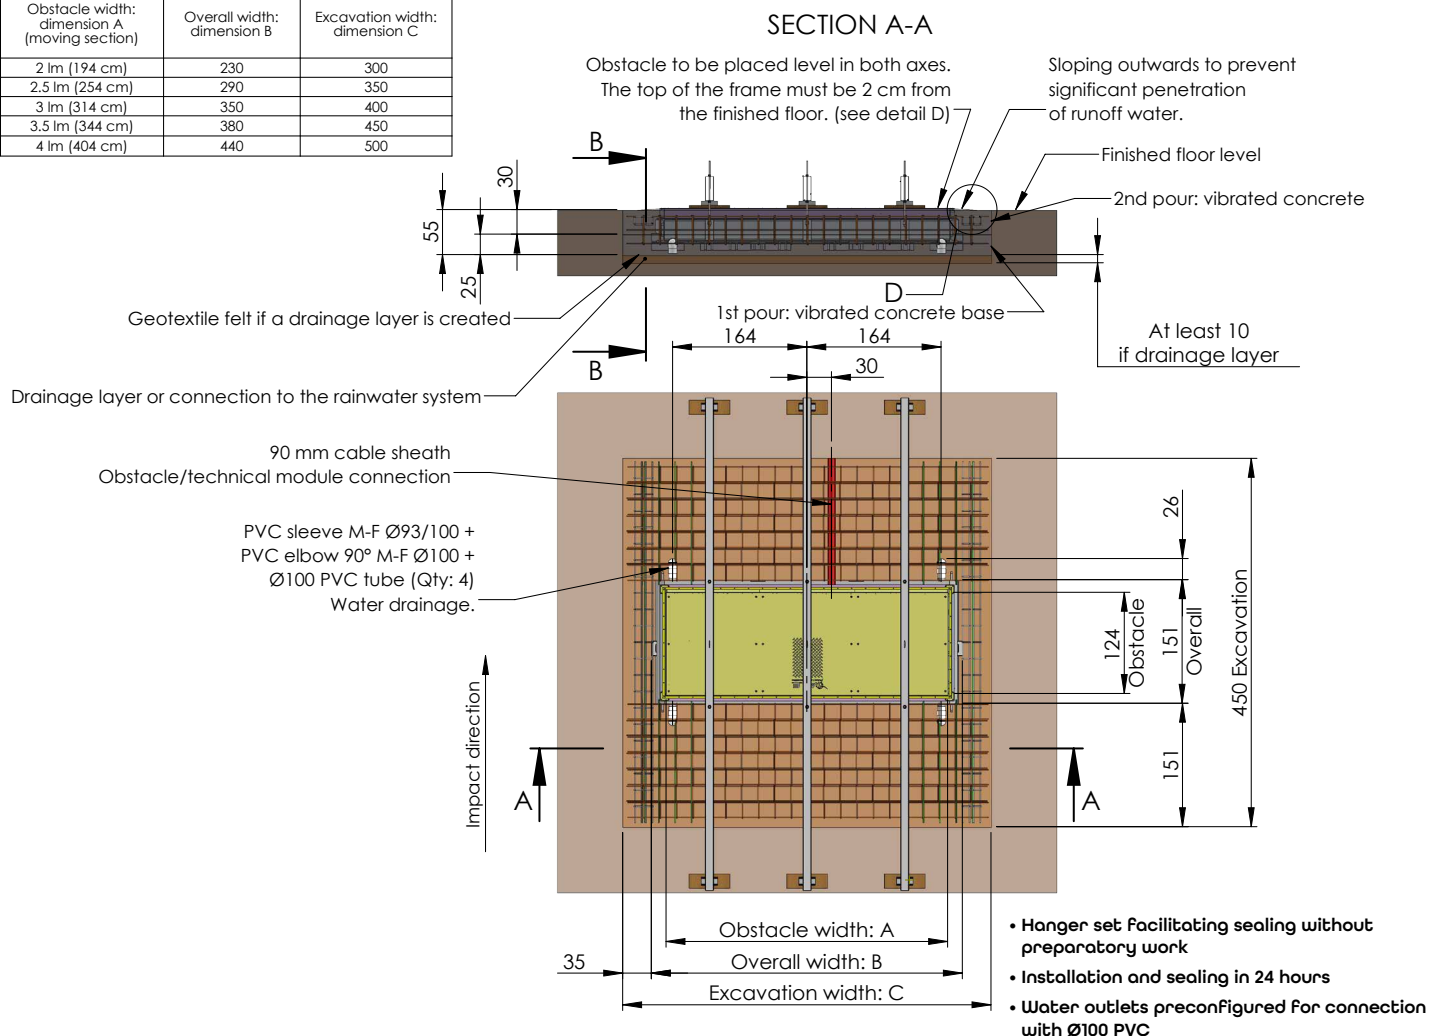 Obstacle width:
dimension A
(moving section)
Overall width:
dimension B
Excavation width:
dimension C
2 lm (194 cm) 230 300
2.5 lm (254 cm) 290 350
3 lm (314 cm) 350 400
3.5 lm (344 cm) 380 450
4 lm (404 cm) 440 500
SECTION A-A
Obstacle to be placed level in both axes.
The top of the frame must be 2 cm from
the finished floor. (see detail D)
Sloping outwards to prevent
significant penetration
of runoff water.
Finished floor level
2nd pour: vibrated concrete
B
30
55
25
D
1st pour: vibrated concrete base
Geotextile felt if a drainage layer is created
At least 10
if drainage layer
B
164
164
30
Drainage layer or connection to the rainwater system
90 mm cable sheath
Obstacle/technical module connection
PVC sleeve M-F Ø93/100 +
PVC elbow 90° M-F Ø100 +
Ø100 PVC tube (Qty: 4)
Water drainage.
26
124
Obstacle
151
Overall
450 Excavation
151
Impact direction
A
A
Obstacle width: A
35
Overall width: B
Excavation width: C
• Hanger set facilitating sealing without
preparatory work
• Installation and sealing in 24 hours
• Water outlets preconfigured for connection
with Ø100 PVC